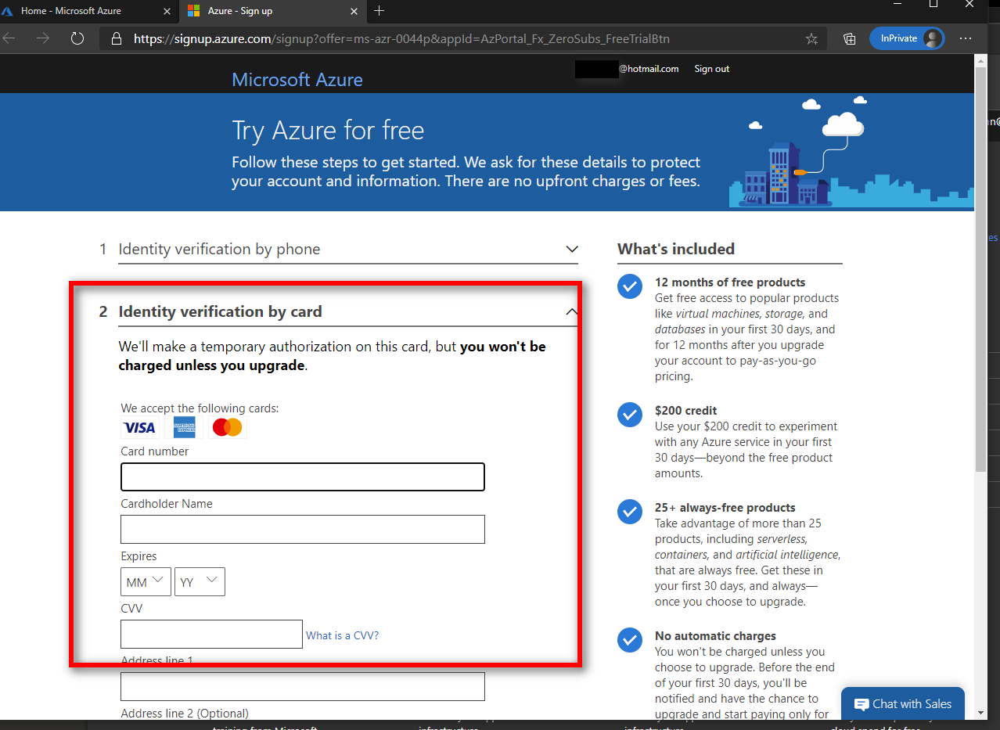 Home - Microsoft Azure
Azure - Sign up
https://signup.azure.com/signup?offer=ms-azr-0044p&appId=AzPortal_Fx_ZeroSubs_FreeTrialBtn
InPrivate
Microsoft Azure
@hotmail.com
Sign out
Try Azure for free
Follow these steps to get started. We ask for these details to protect
your account and information. There are no upfront charges or fees.
1 Identity verification by phone
2 Identity verification by card
We'll make a temporary authorization on this card, but you won't be
charged unless you upgrade.
We accept the following cards:
VISA
AMERICAN EXPRESS
Card number
Cardholder Name
Expires
MM
YY
CVV
What is a CVV?
Address line 1
Address line 2 (Optional)
What's included
12 months of free products
Get free access to popular products
like virtual machines, storage, and
databases in your first 30 days, and
for 12 months after you upgrade
your account to pay-as-you-go
pricing.
$200 credit
Use your $200 credit to experiment
with any Azure service in your first
30 days—beyond the free product
amounts.
25+ always-free products
Take advantage of more than 25
products, including serverless,
containers, and artificial intelligence,
that are always free. Get these in
your first 30 days, and always—
once you choose to upgrade.
No automatic charges
You won't be charged unless you
choose to upgrade. Before the end
of your first 30 days, you'll be
notified and have the chance to
upgrade and start paying only for
Chat with Sales
training from Microsoft
infrastructure
infrastructure
cloud spend for free